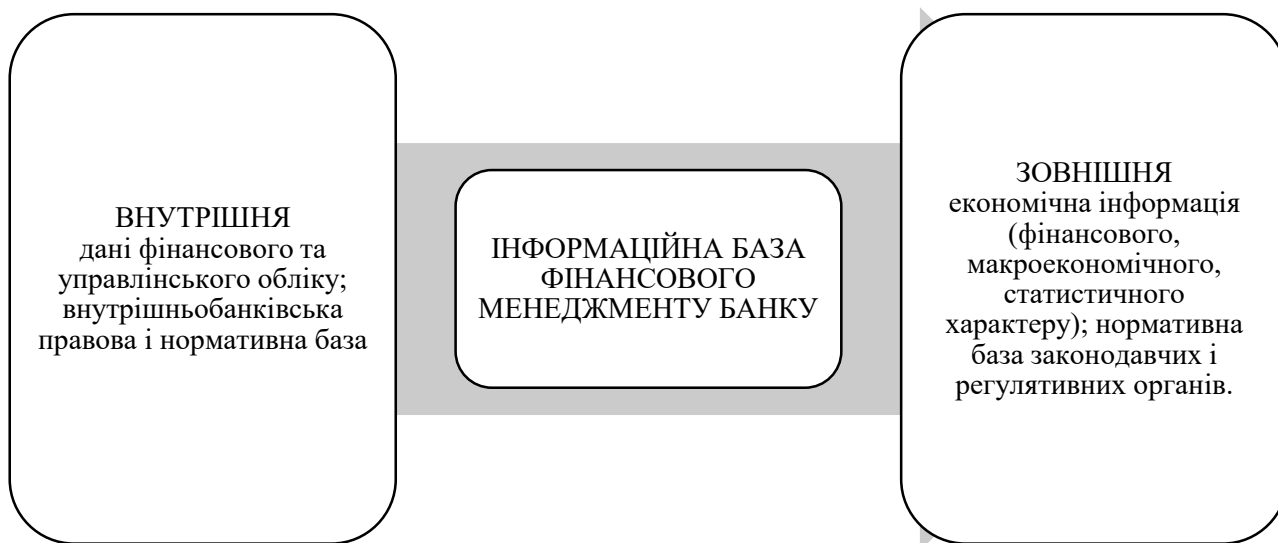 ВНУТРІШНЯ
дані фінансового та
управлінського обліку;
внутрішньобанківська
правова і нормативна база
ІНФОРМАЦІЙНА БАЗА
ФІНАНСОВОГО
МЕНЕДЖМЕНТУ БАНКУ
ЗОВНІШНЯ
економічна інформація
(фінансового,
макроекономічного,
статистичного
характеру); нормативна
база законодавчих і
регулятивних органів.